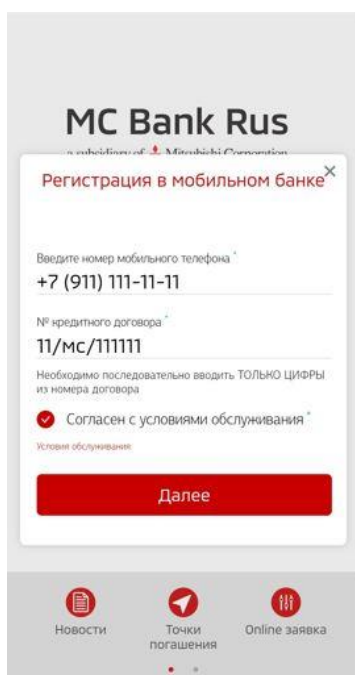 MC Bank Rus
a subsidiary of Mitsubishi Corporation
Регистрация в мобильном банке
Введите номер мобильного телефона *
+7 (911) 111-11-11
№ кредитного договора *
11/мс/111111
Необходимо последовательно вводить ТОЛЬКО ЦИФРЫ
из номера договора
Согласен с условиями обслуживания *
Условия обслуживания
Далее
Новости
Точки
погашения
Online заявка